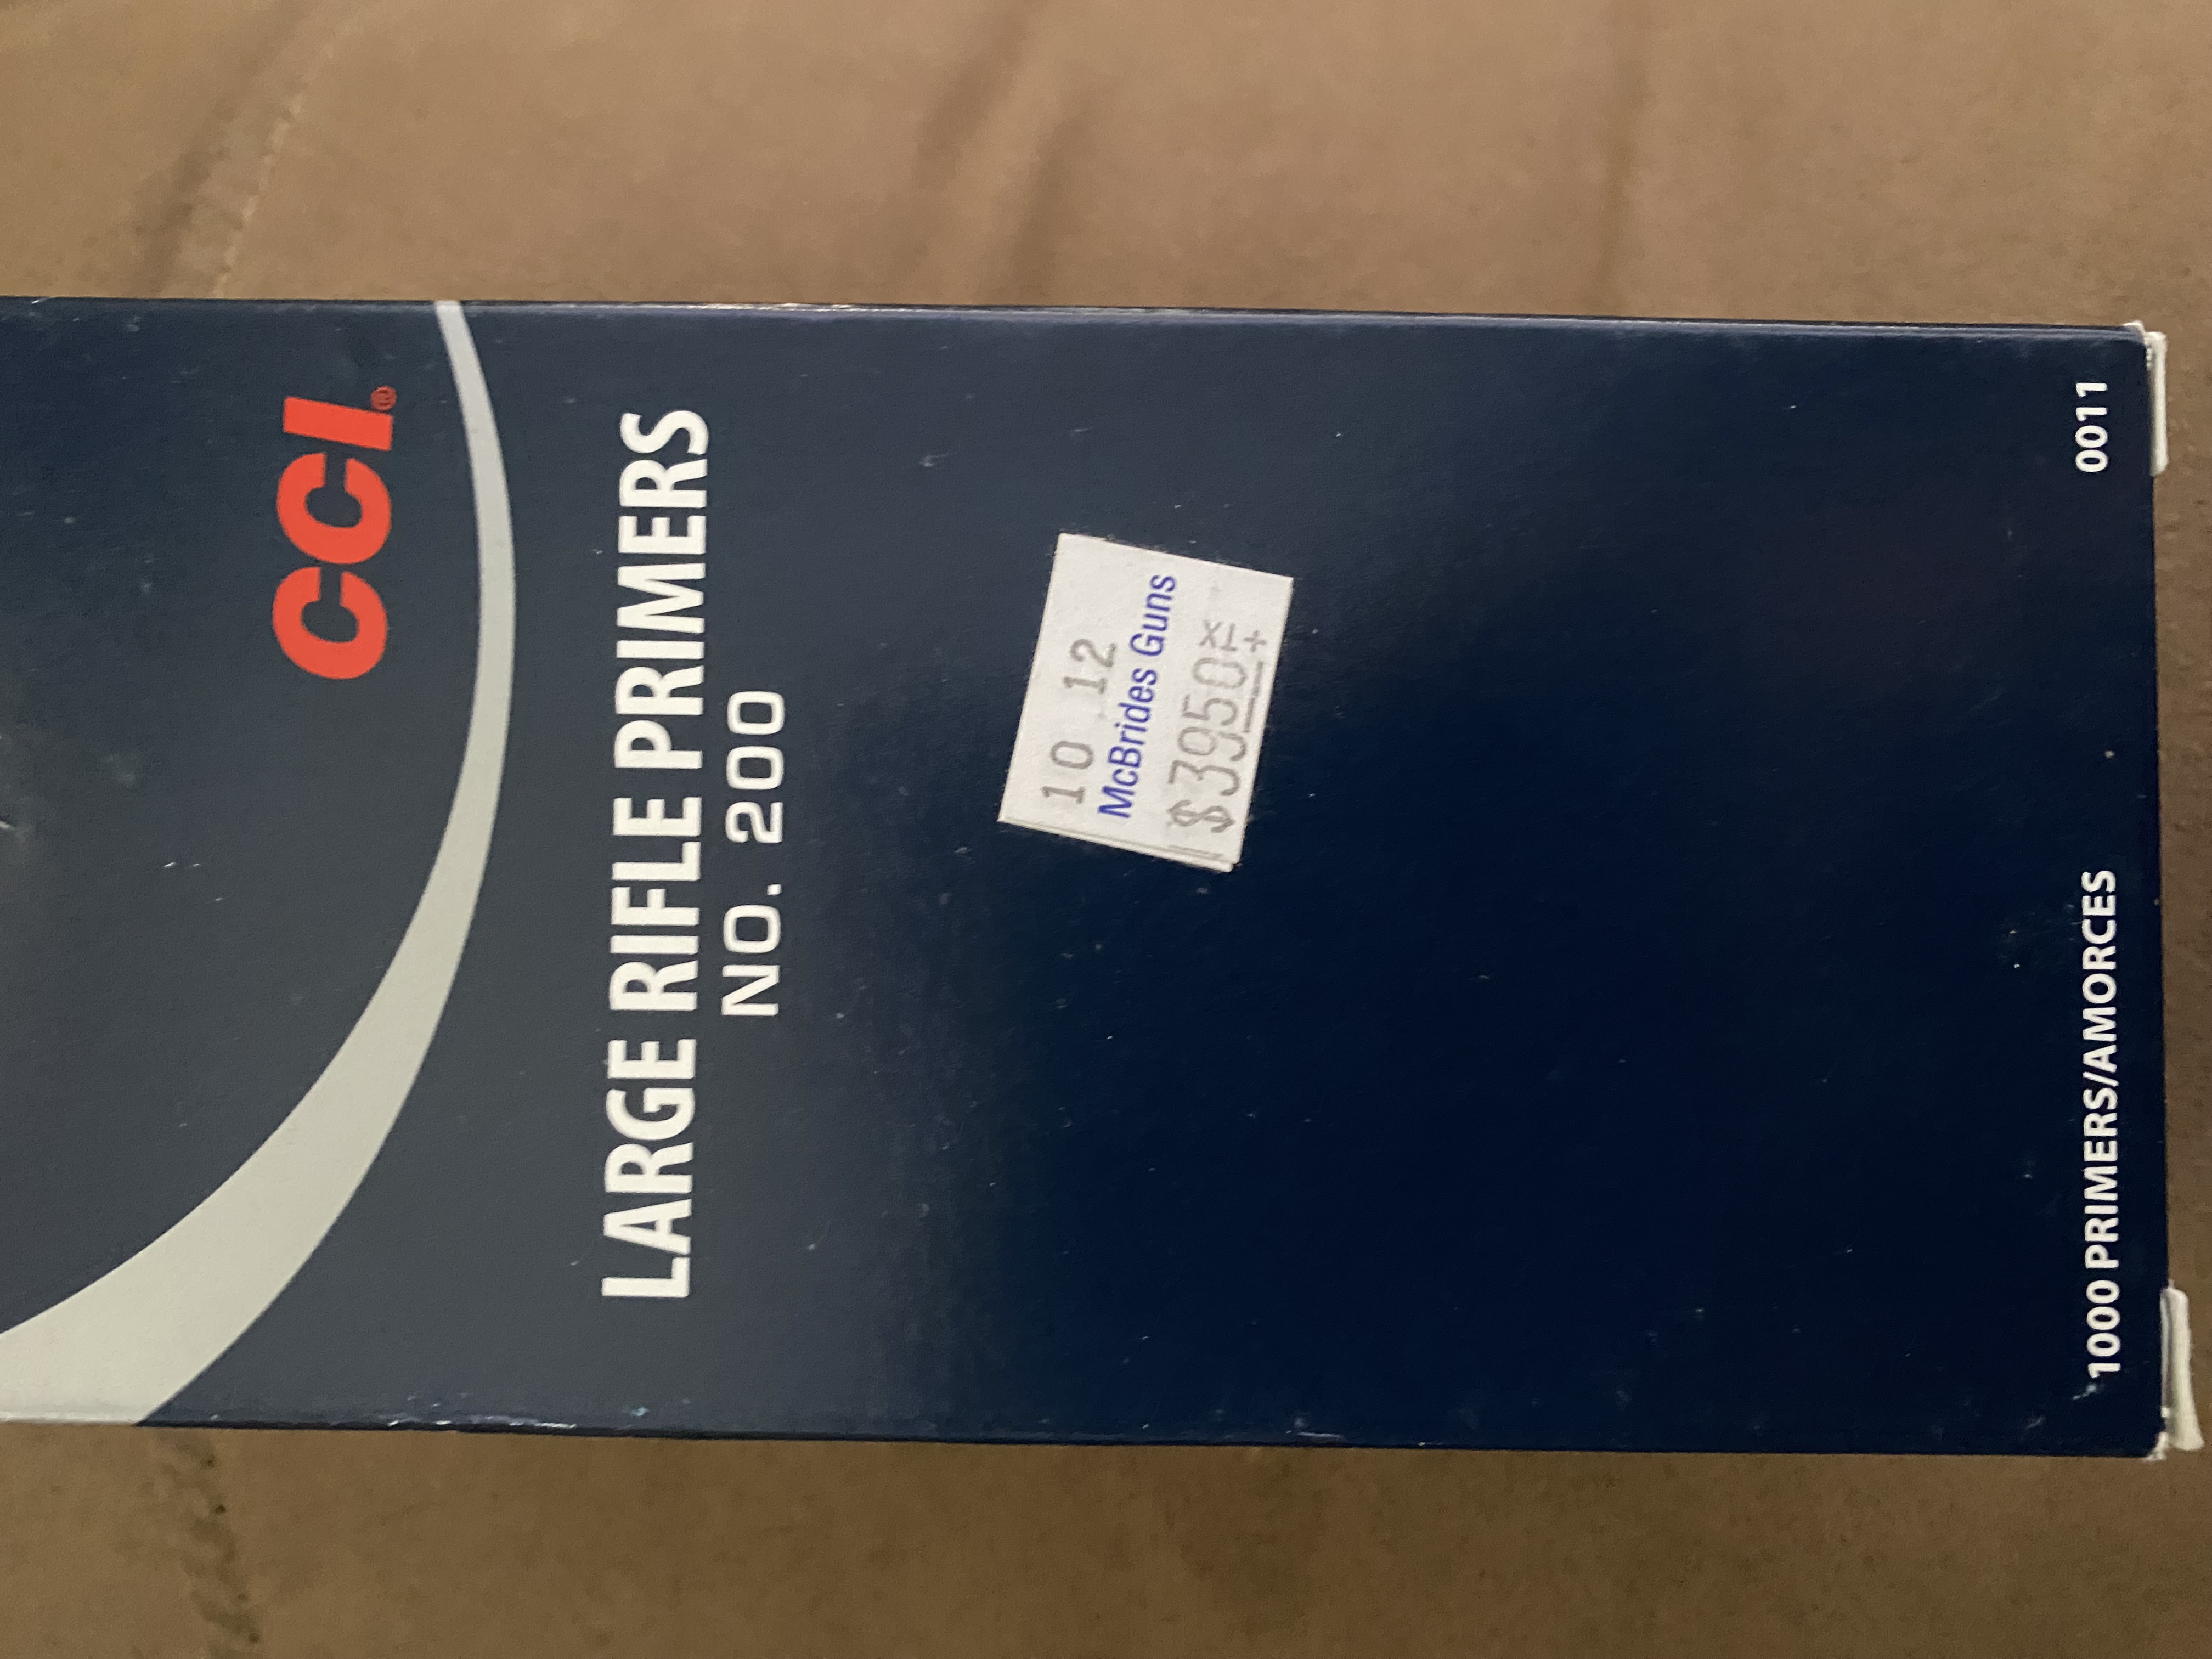 CCI®
LARGE RIFLE PRIMERS
NO. 200
10 12
McBrides Guns
$3950
1000 PRIMERS/AMORCES 0011